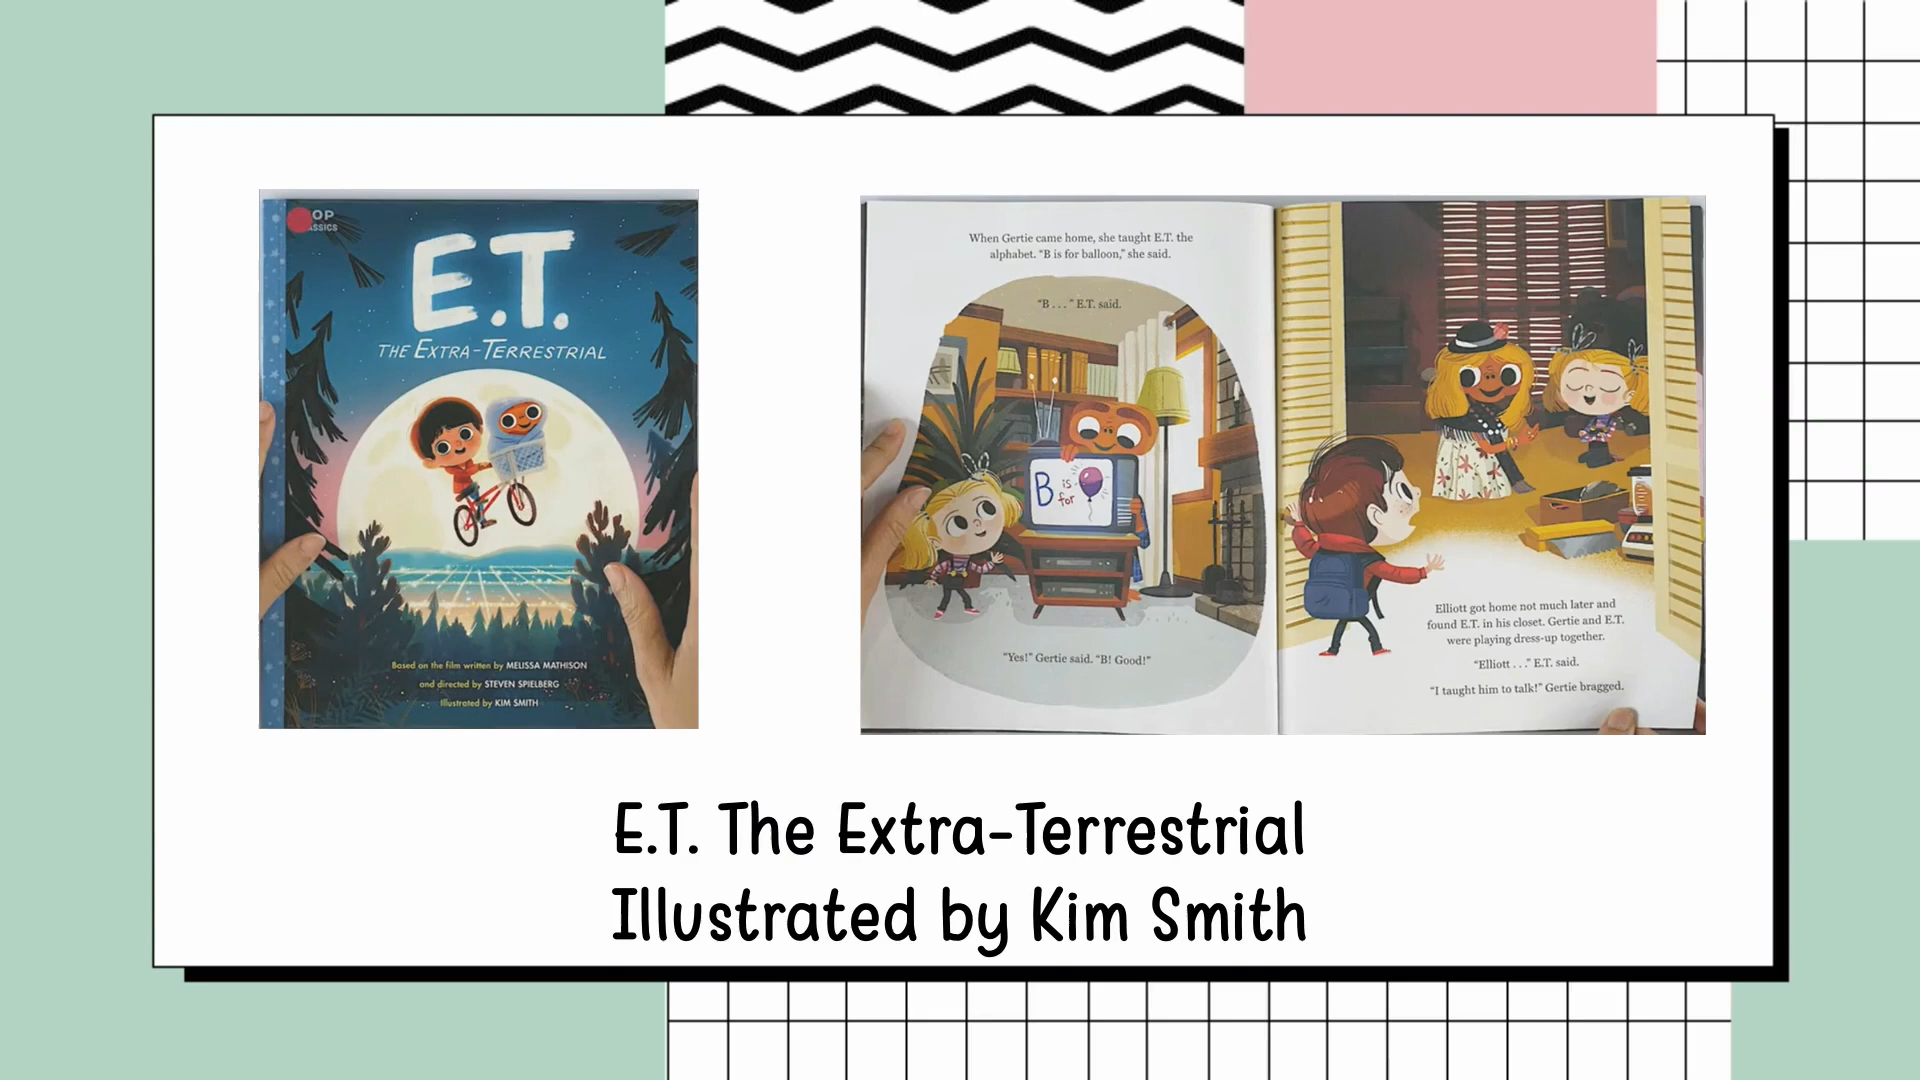 OP
ASSICS
E.T.
THE EXTRA-TERRESTRIAL
Based on the film written by MELISSA MATHISON
and directed by STEVEN SPIELBERG
Illustrated by KIM SMITH
When Gertie came home, she taught E.T. the
alphabet. “B is for balloon,” she said.
“B . . . ” E.T. said.
B is
for
“Yes!” Gertie said. “B! Good!”
Elliott got home not much later and
found E.T. in his closet. Gertie and E.T.
were playing dress-up together.
“Elliott . . .” E.T. said.
“I taught him to talk!” Gertie bragged.
E.T. The Extra-Terrestrial
Illustrated by Kim Smith